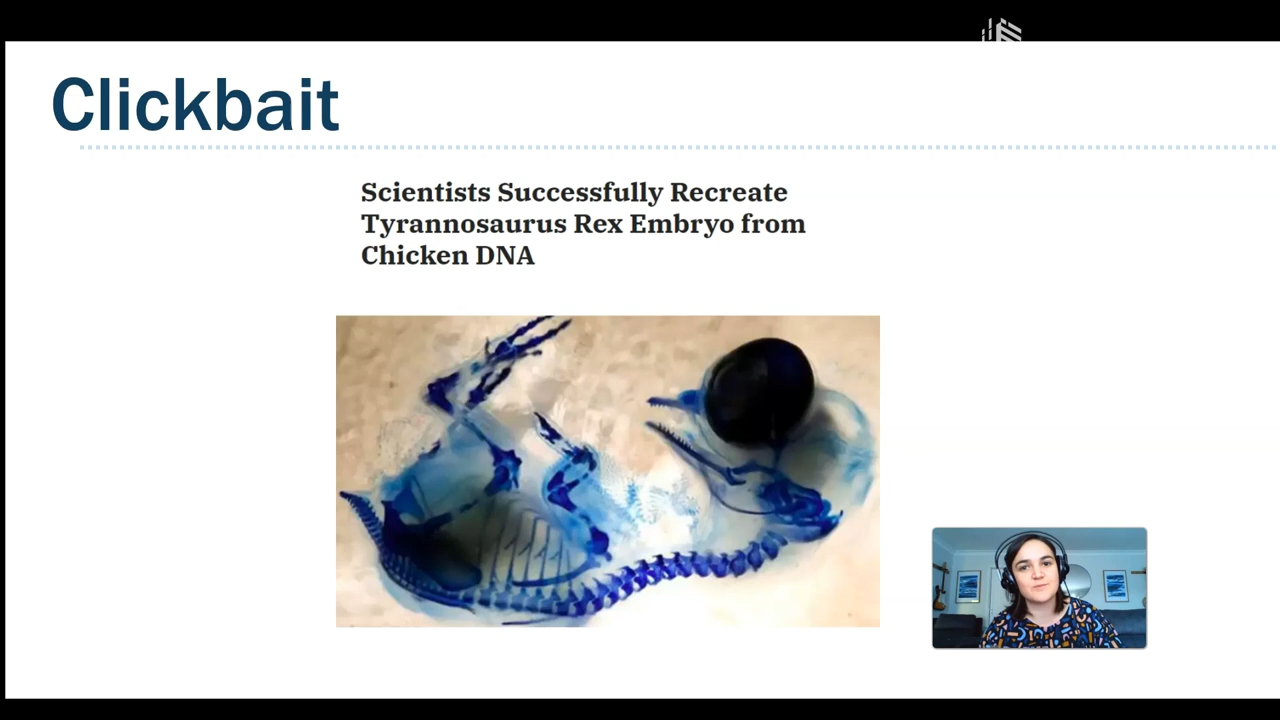 Clickbait
Scientists Successfully Recreate
Tyrannosaurus Rex Embryo from
Chicken DNA